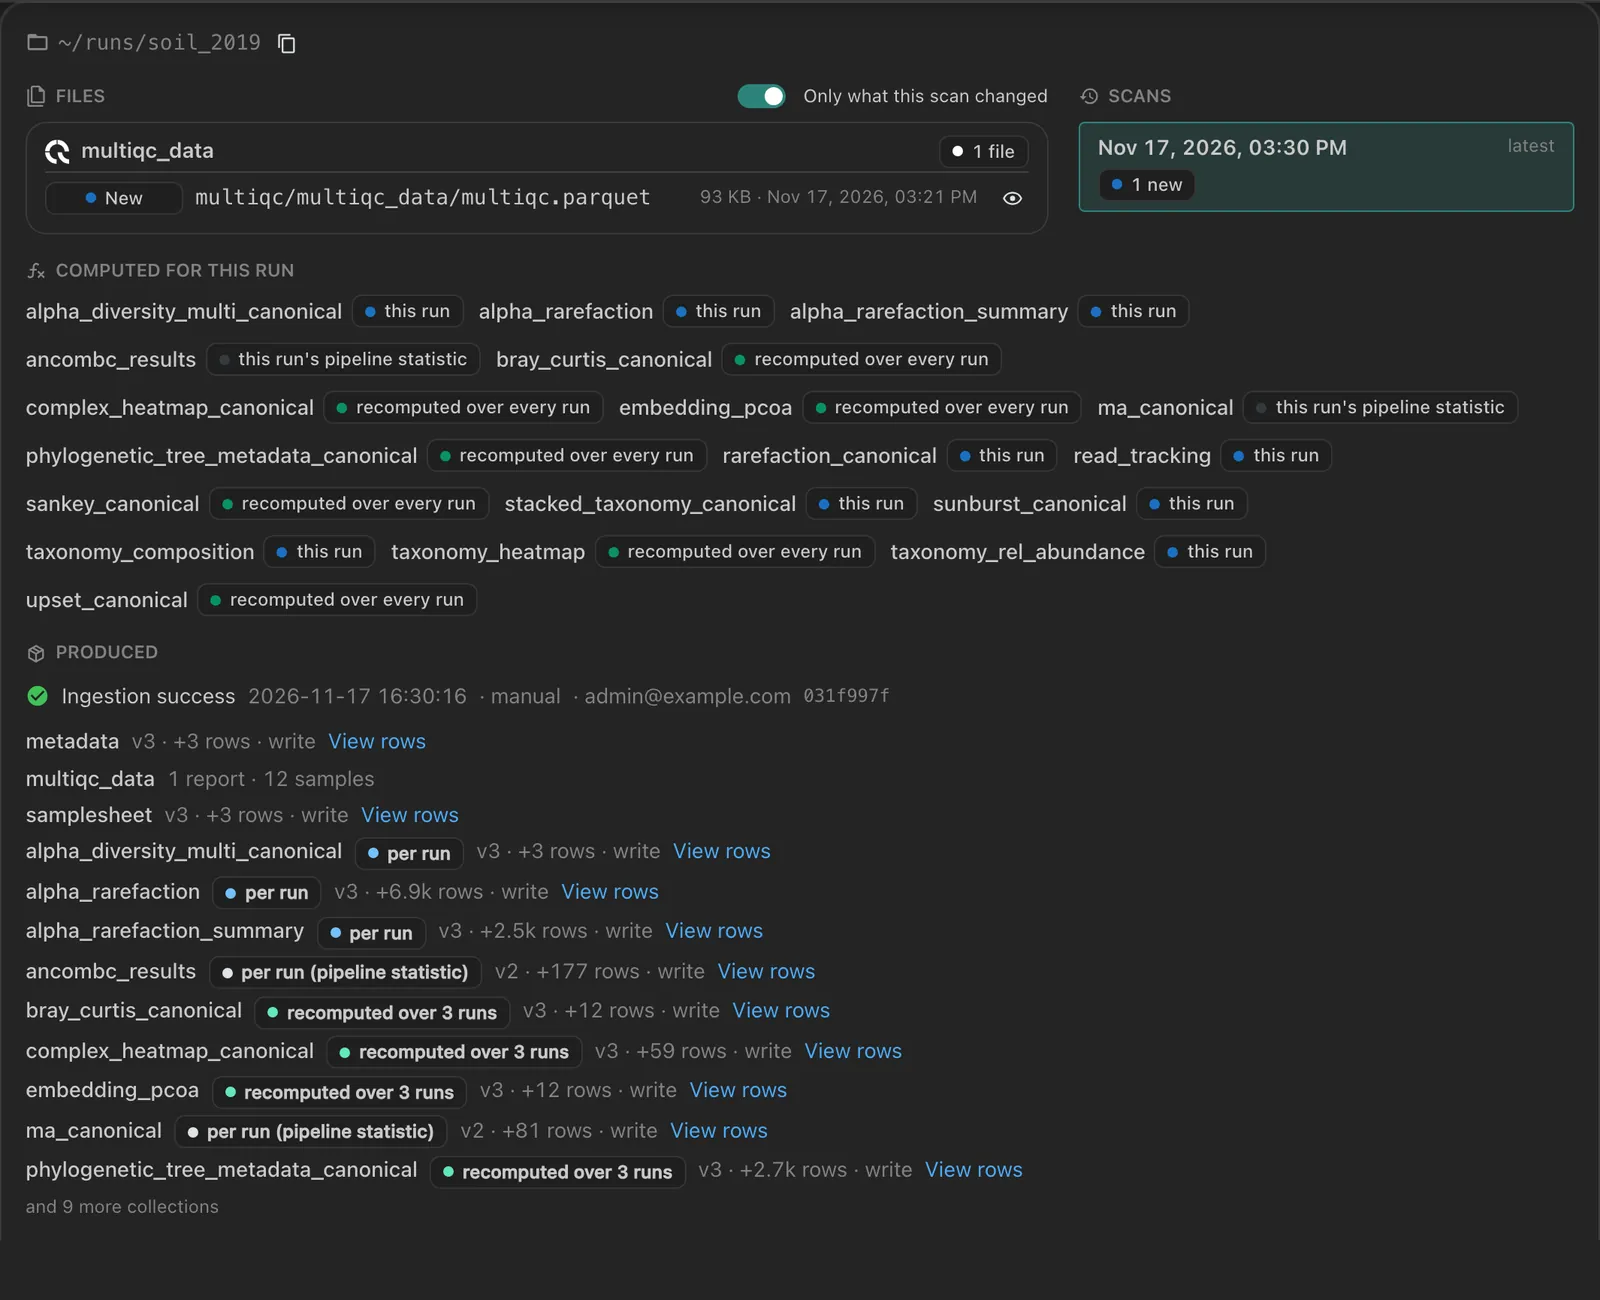 ~/runs/soil_2019
FILES
Only what this scan changed
multiqc_data
1 file
New
multiqc/multiqc_data/multiqc.parquet
93 KB · Nov 17, 2026, 03:21 PM
SCANS
Nov 17, 2026, 03:30 PM
latest
1 new
COMPUTED FOR THIS RUN
alpha_diversity_multi_canonical this run alpha_rarefaction this run alpha_rarefaction_summary this run
ancombc_results this run's pipeline statistic bray_curtis_canonical recomputed over every run
complex_heatmap_canonical recomputed over every run embedding_pcoa recomputed over every run ma_canonical this run's pipeline statistic
phylogenetic_tree_metadata_canonical recomputed over every run rarefaction_canonical this run read_tracking this run
sankey_canonical recomputed over every run stacked_taxonomy_canonical this run sunburst_canonical this run
taxonomy_composition this run taxonomy_heatmap recomputed over every run taxonomy_rel_abundance this run
upset_canonical recomputed over every run
PRODUCED
Ingestion success 2026-11-17 16:30:16 · manual · admin@example.com 031f997f
metadata v3 · +3 rows · write View rows
multiqc_data 1 report · 12 samples
samplesheet v3 · +3 rows · write View rows
alpha_diversity_multi_canonical per run v3 · +3 rows · write View rows
alpha_rarefaction per run v3 · +6.9k rows · write View rows
alpha_rarefaction_summary per run v3 · +2.5k rows · write View rows
ancombc_results per run (pipeline statistic) v2 · +177 rows · write View rows
bray_curtis_canonical recomputed over 3 runs v3 · +12 rows · write View rows
complex_heatmap_canonical recomputed over 3 runs v3 · +59 rows · write View rows
embedding_pcoa recomputed over 3 runs v3 · +12 rows · write View rows
ma_canonical per run (pipeline statistic) v2 · +81 rows · write View rows
phylogenetic_tree_metadata_canonical recomputed over 3 runs v3 · +2.7k rows · write View rows
and 9 more collections